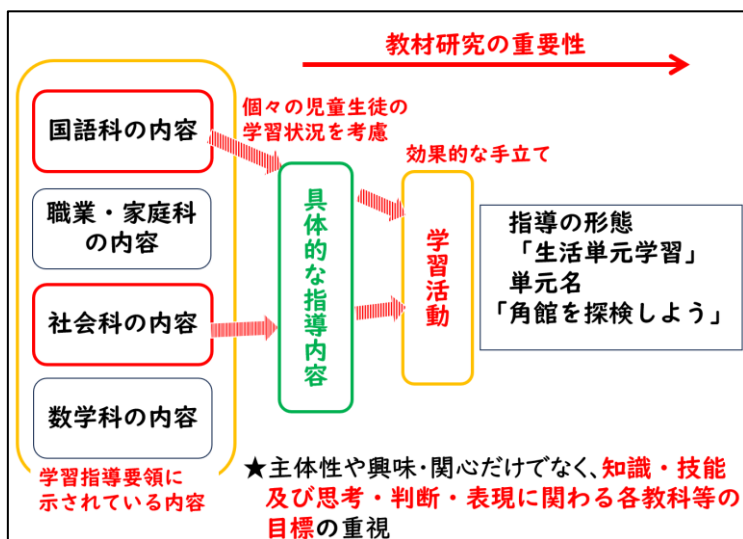 教材研究の重要性
国語科の内容
職業・家庭科
の内容
社会科の内容
数学科の内容
学習指導要領に
示されている内容
個々の児童生徒の
学習状況を考慮
具体的な指導内容
効果的な手立て
学習活動
指導の形態
「生活単元学習」
単元名
「角館を探検しよう」
★主体性や興味・関心だけでなく、知識・技能
及び思考・判断・表現に関わる各教科等の
目標の重視